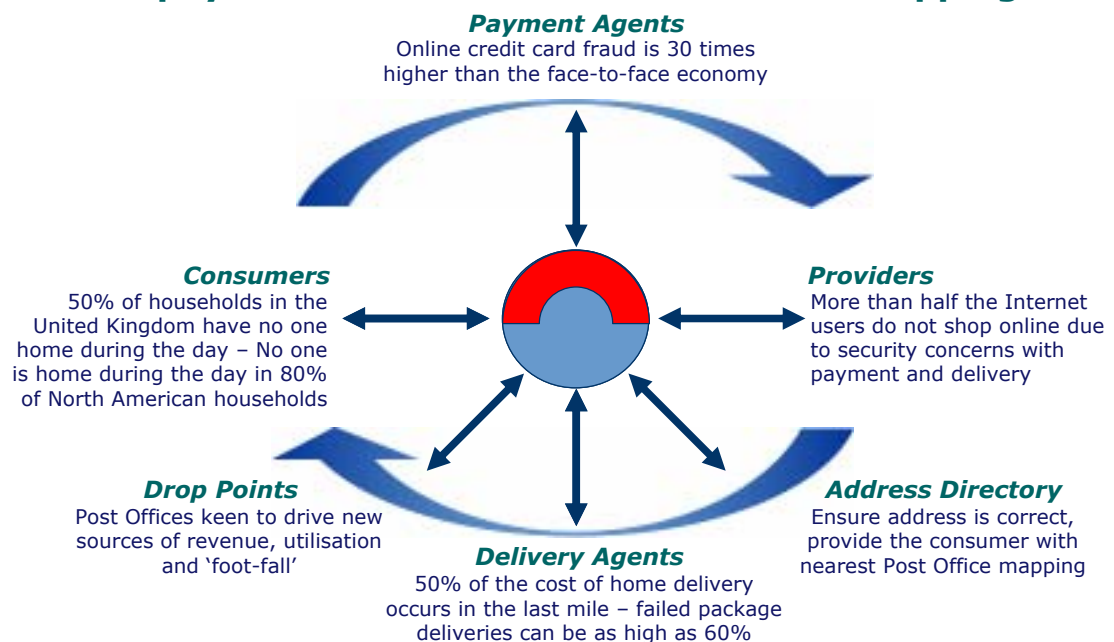 Payment Agents
Online credit card fraud is 30 times
higher than the face-to-face economy
Consumers
50% of households in the
United Kingdom have no one
home during the day – No one
is home during the day in 80%
of North American households
Providers
More than half the Internet
users do not shop online due
to security concerns with
payment and delivery
Drop Points
Post Offices keen to drive new
sources of revenue, utilisation
and ‘foot-fall’
Delivery Agents
50% of the cost of home delivery
occurs in the last mile – failed package
deliveries can be as high as 60%
Address Directory
Ensure address is correct,
provide the consumer with
nearest Post Office mapping